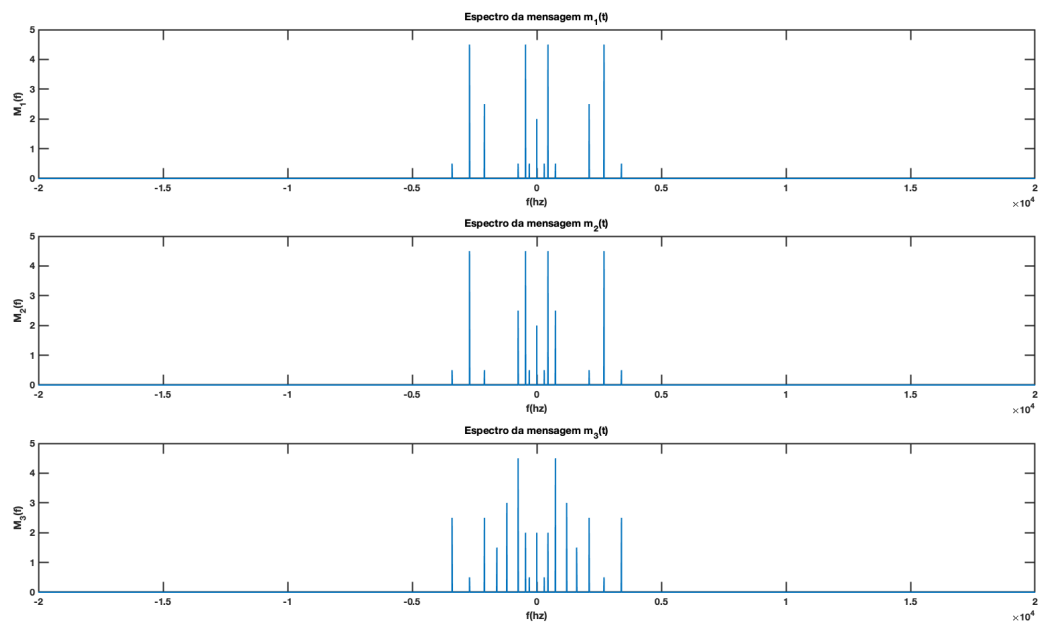 Espectro da mensagem m1(t)
M1(f)
5
4
3
2
1
0
-2 -1.5 -1 -0.5 0 0.5 1 1.5 2
f(hz)
×10^4
Espectro da mensagem m2(t)
M2(f)
5
4
3
2
1
0
-2 -1.5 -1 -0.5 0 0.5 1 1.5 2
f(hz)
×10^4
Espectro da mensagem m3(t)
M3(f)
5
4
3
2
1
0
-2 -1.5 -1 -0.5 0 0.5 1 1.5 2
f(hz)
×10^4